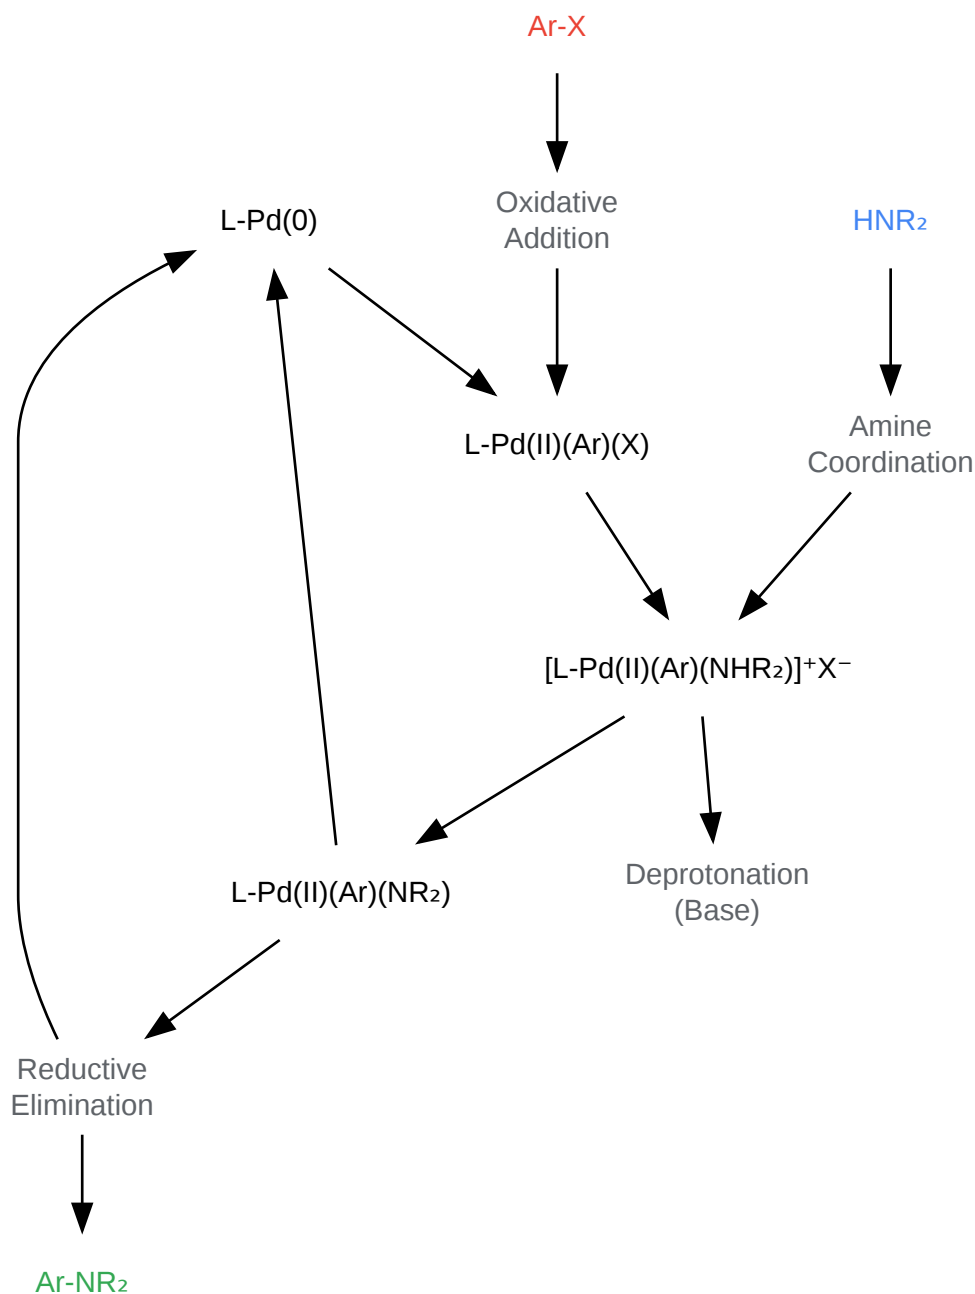 Ar-X
L-Pd(0)
Oxidative
Addition
HNR₂
L-Pd(II)(Ar)(X)
Amine
Coordination
[L-Pd(II)(Ar)(NHR₂)]⁺X⁻
L-Pd(II)(Ar)(NR₂)
Deprotonation
(Base)
Reductive
Elimination
Ar-NR₂